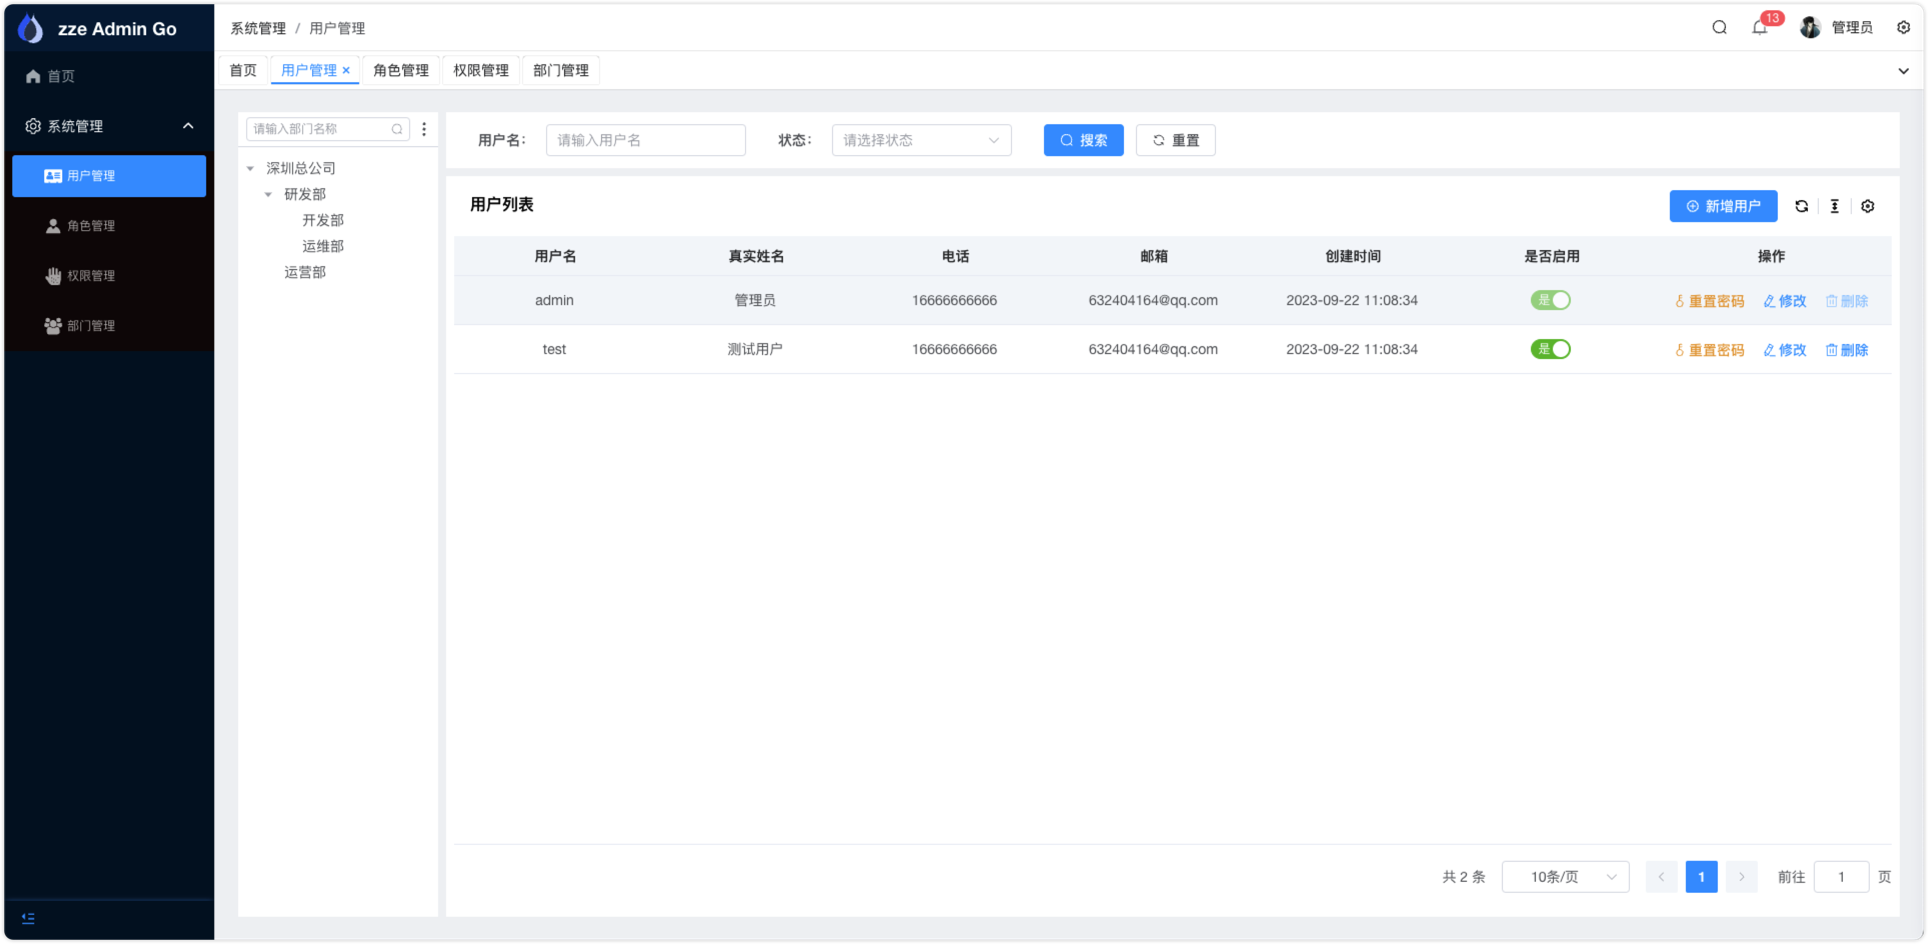 zze Admin Go
系统管理 / 用户管理
13
管理员
首页
用户管理 ×
角色管理
权限管理
部门管理
首页
系统管理
用户管理
角色管理
权限管理
部门管理
请输入部门名称
深圳总公司
研发部
开发部
运维部
运营部
用户名： 请输入用户名 状态： 请选择状态 搜索 重置
用户列表 新增用户
用户名 真实姓名 电话 邮箱 创建时间 是否启用 操作
admin 管理员 16666666666 632404164@qq.com 2023-09-22 11:08:34 是 重置密码 修改 删除
test 测试用户 16666666666 632404164@qq.com 2023-09-22 11:08:34 是 重置密码 修改 删除
共 2 条 10条/页 1 前往 1 页